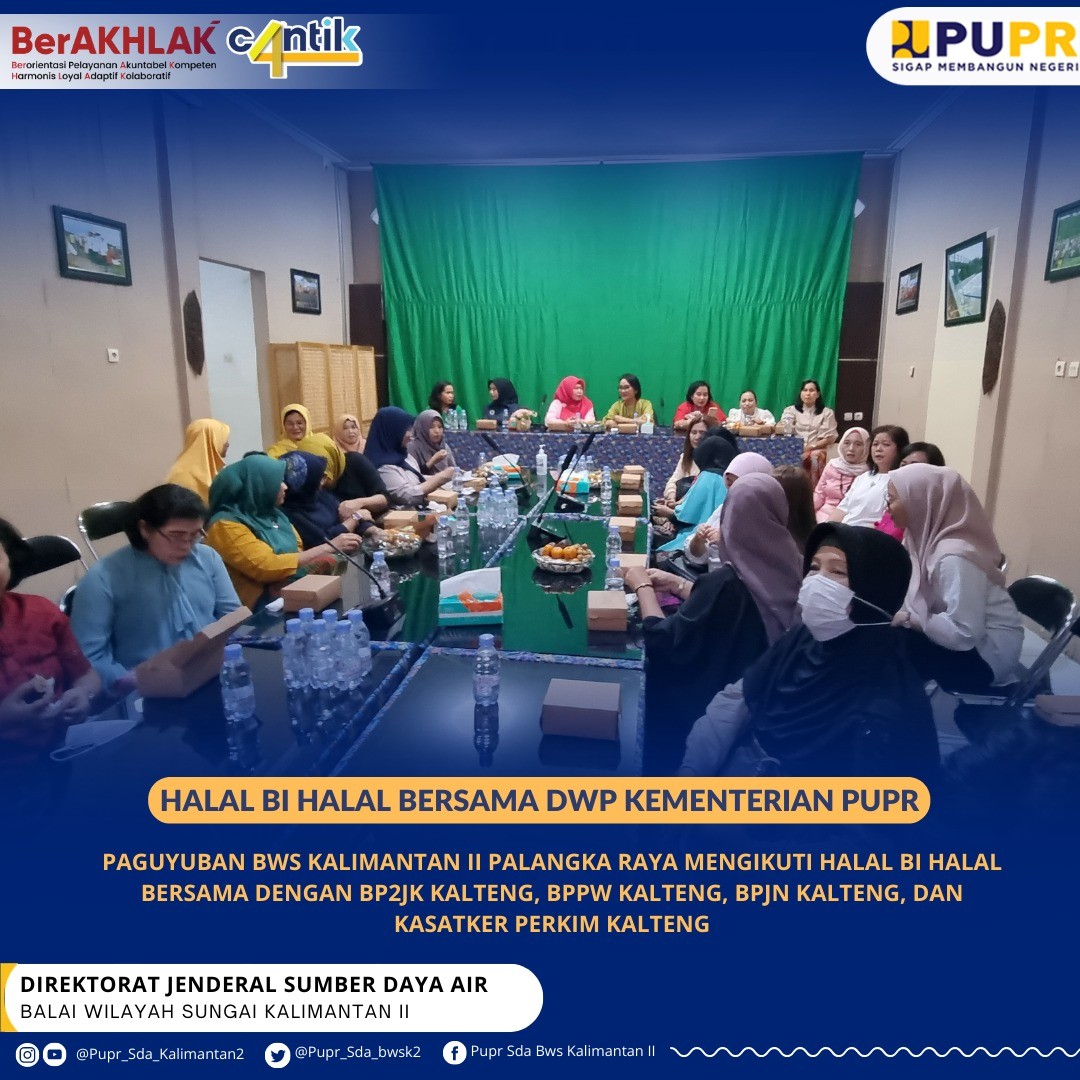 BerAKHLAK
c4ntik
Berorientasi Pelayanan Akuntabel Kompeten
Harmonis Loyal Adaptif Kolaboratif
PUPR
SIGAP MEMBANGUN NEGERI
HALAL BI HALAL BERSAMA DWP KEMENTERIAN PUPR
PAGUYUBAN BWS KALIMANTAN II PALANGKA RAYA MENGIKUTI HALAL BI HALAL
BERSAMA DENGAN BP2JK KALTENG, BPPW KALTENG, BPJN KALTENG, DAN
KASATKER PERKIM KALTENG
DIREKTORAT JENDERAL SUMBER DAYA AIR
BALAI WILAYAH SUNGAI KALIMANTAN II
@Pupr_Sda_Kalimantan2 @Pupr_Sda_bwsk2 Pupr Sda Bws Kalimantan II